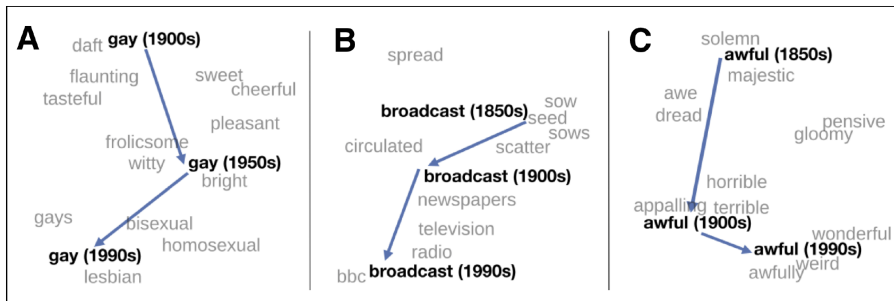 A
daft gay (1900s)
flaunting
sweet
tasteful
cheerful
pleasant
frolicsome
witty
gay (1950s)
bright
gays
bisexual
homosexual
gay (1990s)
lesbian
B
spread
broadcast (1850s)
sow
seed
sows
circulated
scatter
broadcast (1900s)
newspapers
television
radio
bbc broadcast (1990s)
C
solemn
awful (1850s)
majestic
awe
dread
pensive
gloomy
horrible
appalling terrible
awful (1900s)
wonderful
awful (1990s)
weird
awfully